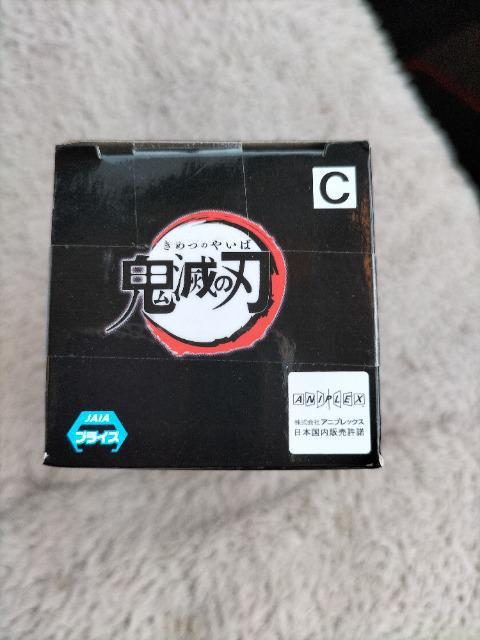 C
きめつのやいば
鬼滅の刃
ANIPLEX
株式会社アニプレックス
日本国内販売許諾
JAIA
プライズ